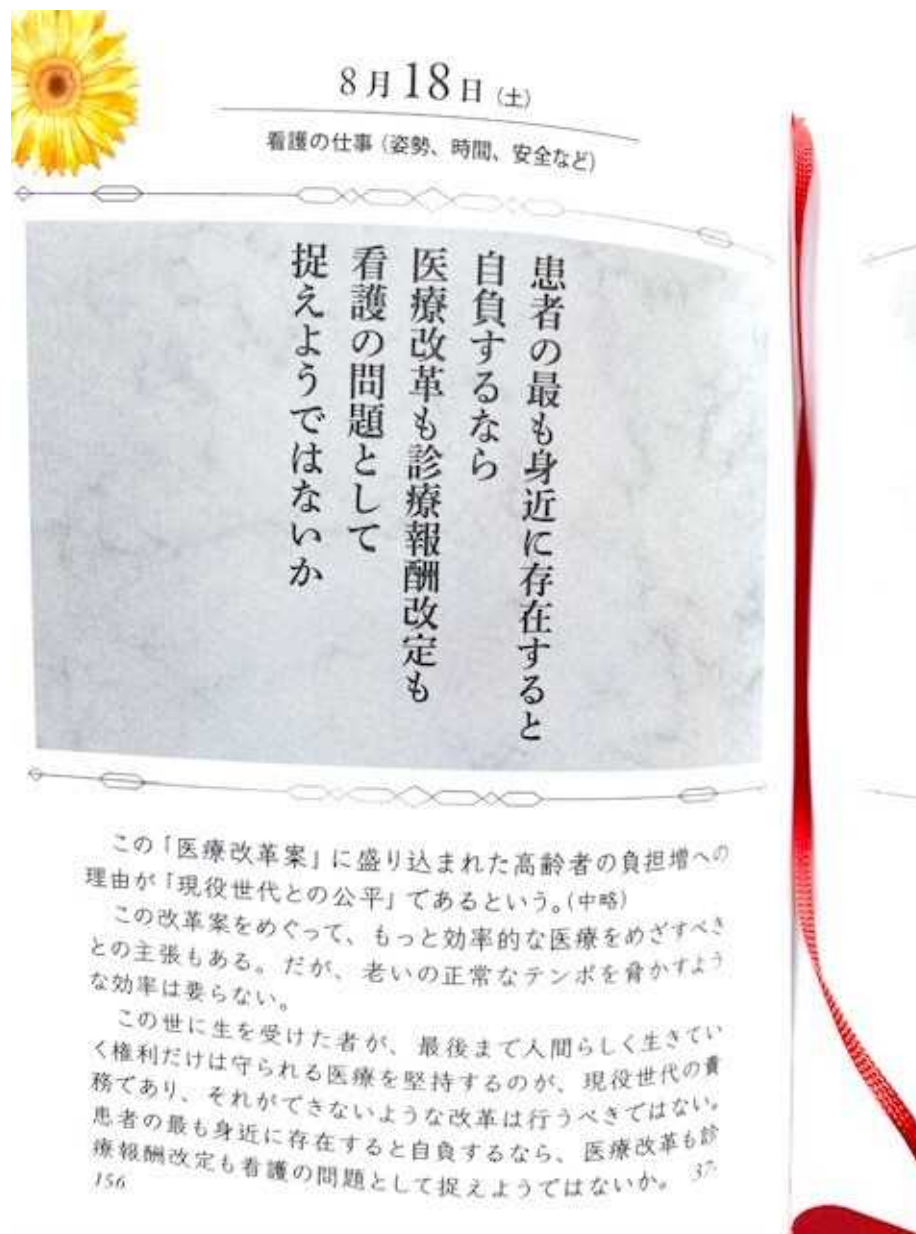 8月18日(土)
看護の仕事(姿勢、時間、安全など)
患者の最も身近に存在すると
自負するなら
医療改革も診療報酬改定も
看護の問題として
捉えようではないか
この「医療改革案」に盛り込まれた高齢者の負担増への
理由が「現役世代との公平」であるという。(中略)
この改革案をめぐって、もっと効率的な医療をめざすべき
との主張もある。だが、老いの正常なテンポを脅かすよう
な効率は要らない。
この世に生を受けた者が、最後まで人間らしく生きてい
く権利だけは守られる医療を堅持するのが、現役世代の責
務であり、それができないような改革は行うべきではない。
患者の最も身近に存在すると自負するなら、医療改革も診
療報酬改定も看護の問題として捉えようではないか。
156